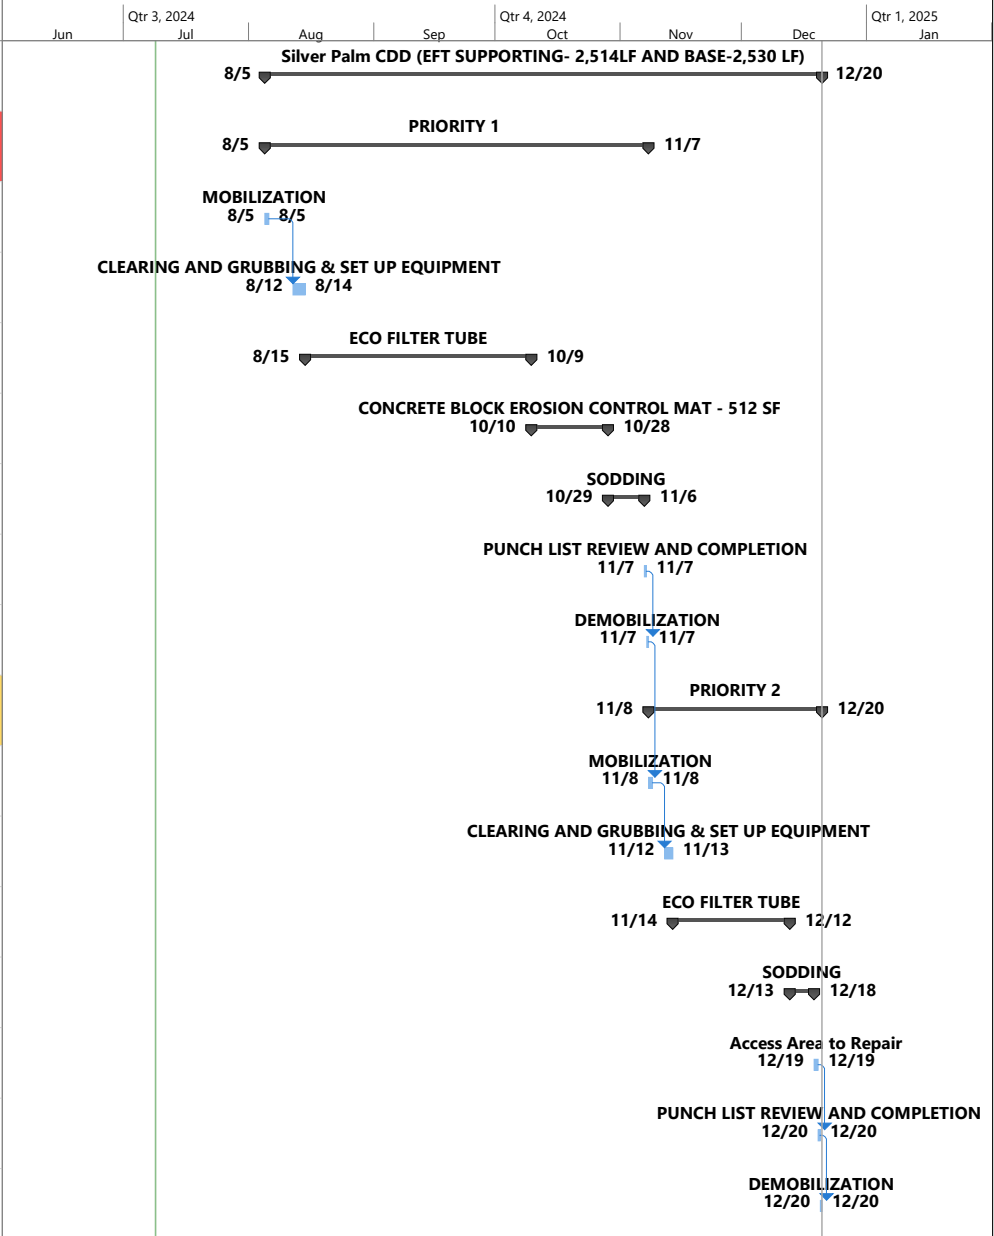 Qtr 3, 2024 Qtr 4, 2024 Qtr 1, 2025
Jun Jul Aug Sep Oct Nov Dec Jan
Silver Palm CDD (EFT SUPPORTING- 2,514LF AND BASE-2,530 LF)
8/5 12/20
PRIORITY 1
8/5 11/7
MOBILIZATION
8/5 8/5
CLEARING AND GRUBBING & SET UP EQUIPMENT
8/12 8/14
ECO FILTER TUBE
8/15 10/9
CONCRETE BLOCK EROSION CONTROL MAT - 512 SF
10/10 10/28
SODDING
10/29 11/6
PUNCH LIST REVIEW AND COMPLETION
11/7 11/7
DEMOBILIZATION
11/7 11/7
PRIORITY 2
11/8 12/20
MOBILIZATION
11/8 11/8
CLEARING AND GRUBBING & SET UP EQUIPMENT
11/12 11/13
ECO FILTER TUBE
11/14 12/12
SODDING
12/13 12/18
Access Area to Repair
12/19 12/19
PUNCH LIST REVIEW AND COMPLETION
12/20 12/20
DEMOBILIZATION
12/20 12/20